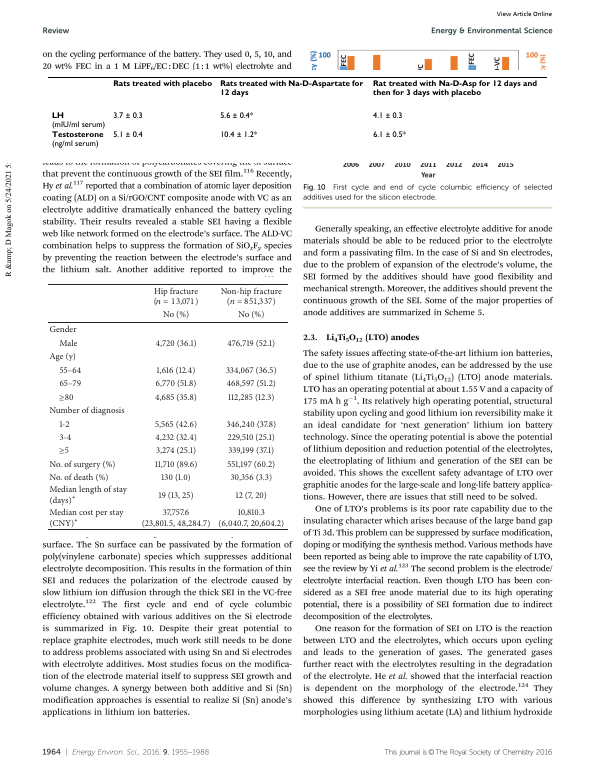 View Article Online
Review
Energy & Environmental Science
on the cycling performance of the battery. They used 0, 5, 10, and
20 wt% FEC in a 1 M LiPF6/EC:DEC (1:1 wt%) electrolyte and
100
FEC
FEC
100
Rats treated with placebo
Rats treated with Na-D-Aspartate for
12 days
Rat treated with Na-D-Asp for 12 days and
then for 3 days with placebo
LH
3.7 ± 0.3
5.6 ± 0.4*
4.1 ± 0.3
(mIU/ml serum)
Testosterone
5.1 ± 0.4
10.4 ± 1.2*
6.1 ± 0.5*
(ng/ml serum)
R &amp; D Magok on 5/24/2021 5:
leads to the formation of polycarbonates covering the Si surface
that prevent the continuous growth of the SEI film.116 Recently,
Hy et al.117 reported that a combination of atomic layer deposition
coating (ALD) on a Si/rGO/CNT composite anode with VC as an
electrolyte additive dramatically enhanced the battery cycling
stability. Their results revealed a stable SEI having a flexible
web like network formed on the electrode's surface. The ALD-VC
combination helps to suppress the formation of SiOxFy species
by preventing the reaction between the electrode's surface and
the lithium salt. Another additive reported to improve the
Hip fracture
(n = 13,071)
Non-hip fracture
(n = 851,337)
No (%)
No (%)
Gender
Male
4,720 (36.1)
476,719 (52.1)
Age (y)
55–64
1,616 (12.4)
334,067 (36.5)
65–79
6,770 (51.8)
468,597 (51.2)
≥80
4,685 (35.8)
112,285 (12.3)
Number of diagnosis
1-2
5,565 (42.6)
346,240 (37.8)
3-4
4,232 (32.4)
229,510 (25.1)
≥5
3,274 (25.1)
339,199 (37.1)
No. of surgery (%)
11,710 (89.6)
551,197 (60.2)
No. of death (%)
130 (1.0)
30,356 (3.3)
Median length of stay
(days)*
19 (13, 25)
12 (7, 20)
Median cost per stay
(CNY)*
37,757.6
(23,801.5, 48,284.7)
10,810.3
(6,040.7, 20,604.2)
surface. The Sn surface can be passivated by the formation of
poly(vinylene carbonate) species which suppresses additional
electrolyte decomposition. This results in the formation of thin
SEI and reduces the polarization of the electrode caused by
slow lithium ion diffusion through the thick SEI in the VC-free
electrolyte.122 The first cycle and end of cycle columbic
efficiency obtained with various additives on the Si electrode
is summarized in Fig. 10. Despite their great potential to
replace graphite electrodes, much work still needs to be done
to address problems associated with using Sn and Si electrodes
with electrolyte additives. Most studies focus on the modifica-
tion of the electrode material itself to suppress SEI growth and
volume changes. A synergy between both additive and Si (Sn)
modification approaches is essential to realize Si (Sn) anode's
applications in lithium ion batteries.
2006 2007 2010 2011 2012 2014 2015
Year
Fig. 10 First cycle and end of cycle columbic efficiency of selected
additives used for the silicon electrode.
Generally speaking, an effective electrolyte additive for anode
materials should be able to be reduced prior to the electrolyte
and form a passivating film. In the case of Si and Sn electrodes,
due to the problem of expansion of the electrode's volume, the
SEI formed by the additives should have good flexibility and
mechanical strength. Moreover, the additives should prevent the
continuous growth of the SEI. Some of the major properties of
anode additives are summarized in Scheme 5.
2.3. Li4Ti5O12 (LTO) anodes
The safety issues affecting state-of-the-art lithium ion batteries,
due to the use of graphite anodes, can be addressed by the use
of spinel lithium titanate (Li4Ti5O12) (LTO) anode materials.
LTO has an operating potential at about 1.55 V and a capacity of
175 mA h g−1. Its relatively high operating potential, structural
stability upon cycling and good lithium ion reversibility make it
an ideal candidate for 'next generation' lithium ion battery
technology. Since the operating potential is above the potential
of lithium deposition and reduction potential of the electrolytes,
the electroplating of lithium and generation of the SEI can be
avoided. This shows the excellent safety advantage of LTO over
graphitic anodes for the large-scale and long-life battery applica-
tions. However, there are issues that still need to be solved.
One of LTO's problems is its poor rate capability due to the
insulating character which arises because of the large band gap
of Ti 3d. This problem can be suppressed by surface modification,
doping or modifying the synthesis method. Various methods have
been reported as being able to improve the rate capability of LTO,
see the review by Yi et al.123 The second problem is the electrode/
electrolyte interfacial reaction. Even though LTO has been con-
sidered as a SEI free anode material due to its high operating
potential, there is a possibility of SEI formation due to indirect
decomposition of the electrolytes.
One reason for the formation of SEI on LTO is the reaction
between LTO and the electrolytes, which occurs upon cycling
and leads to the generation of gases. The generated gases
further react with the electrolytes resulting in the degradation
of the electrolyte. He et al. showed that the interfacial reaction
is dependent on the morphology of the electrode.124 They
showed this difference by synthesizing LTO with various
morphologies using lithium acetate (LA) and lithium hydroxide
1964 | Energy Environ. Sci., 2016, 9, 1955–1988
This journal is © The Royal Society of Chemistry 2016